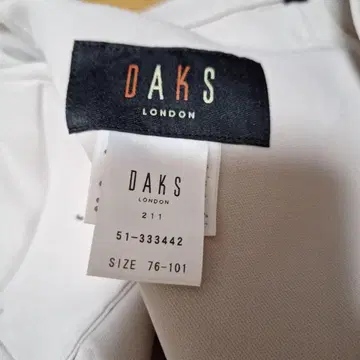 DAKS
LONDON
DAKS
LONDON
211
51-333442
SIZE 76-101